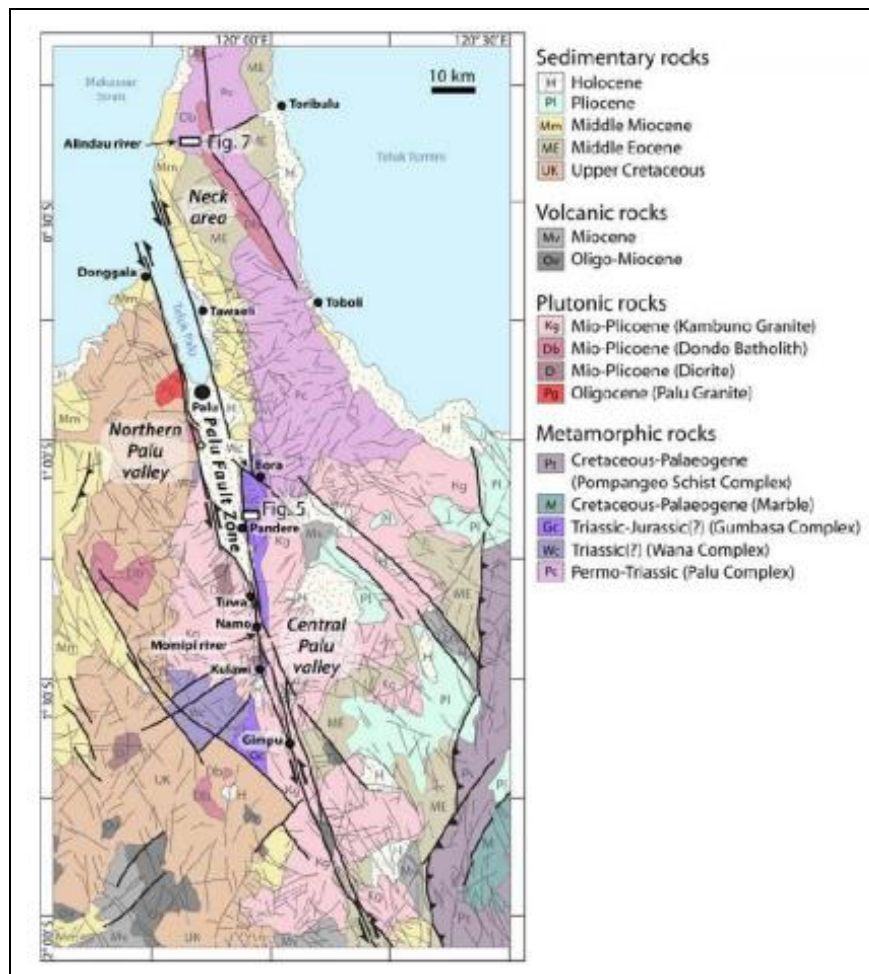 120° 00'E
120° 30'E
10 km
Makassar
Strait
Toribulu
Alindau river
Fig. 7
Teluk Tomini
Neck
area
0° 30'S
Donggala
Toboli
Tawaeli
Teluk Palu
Palu
Northern
Palu
valley
Palu Fault Zone
1° 00'S
Bora
Fig. 5
Pandere
Tuwa
Namo
Central
Palu
valley
Momipi river
Kulawi
1° 30'S
Gimpu
2° 00'S
Sedimentary rocks
H Holocene
Pl Pliocene
Mm Middle Miocene
ME Middle Eocene
UK Upper Cretaceous
Volcanic rocks
Mv Miocene
Ov Oligo-Miocene
Plutonic rocks
Kg Mio-Plicoene (Kambuno Granite)
Db Mio-Plicoene (Dondo Batholith)
D Mio-Plicoene (Diorite)
Pg Oligocene (Palu Granite)
Metamorphic rocks
Pt Cretaceous-Palaeogene
(Pompangeo Schist Complex)
M Cretaceous-Palaeogene (Marble)
Gc Triassic-Jurassic(?) (Gumbasa Complex)
Wc Triassic(?) (Wana Complex)
Pc Permo-Triassic (Palu Complex)